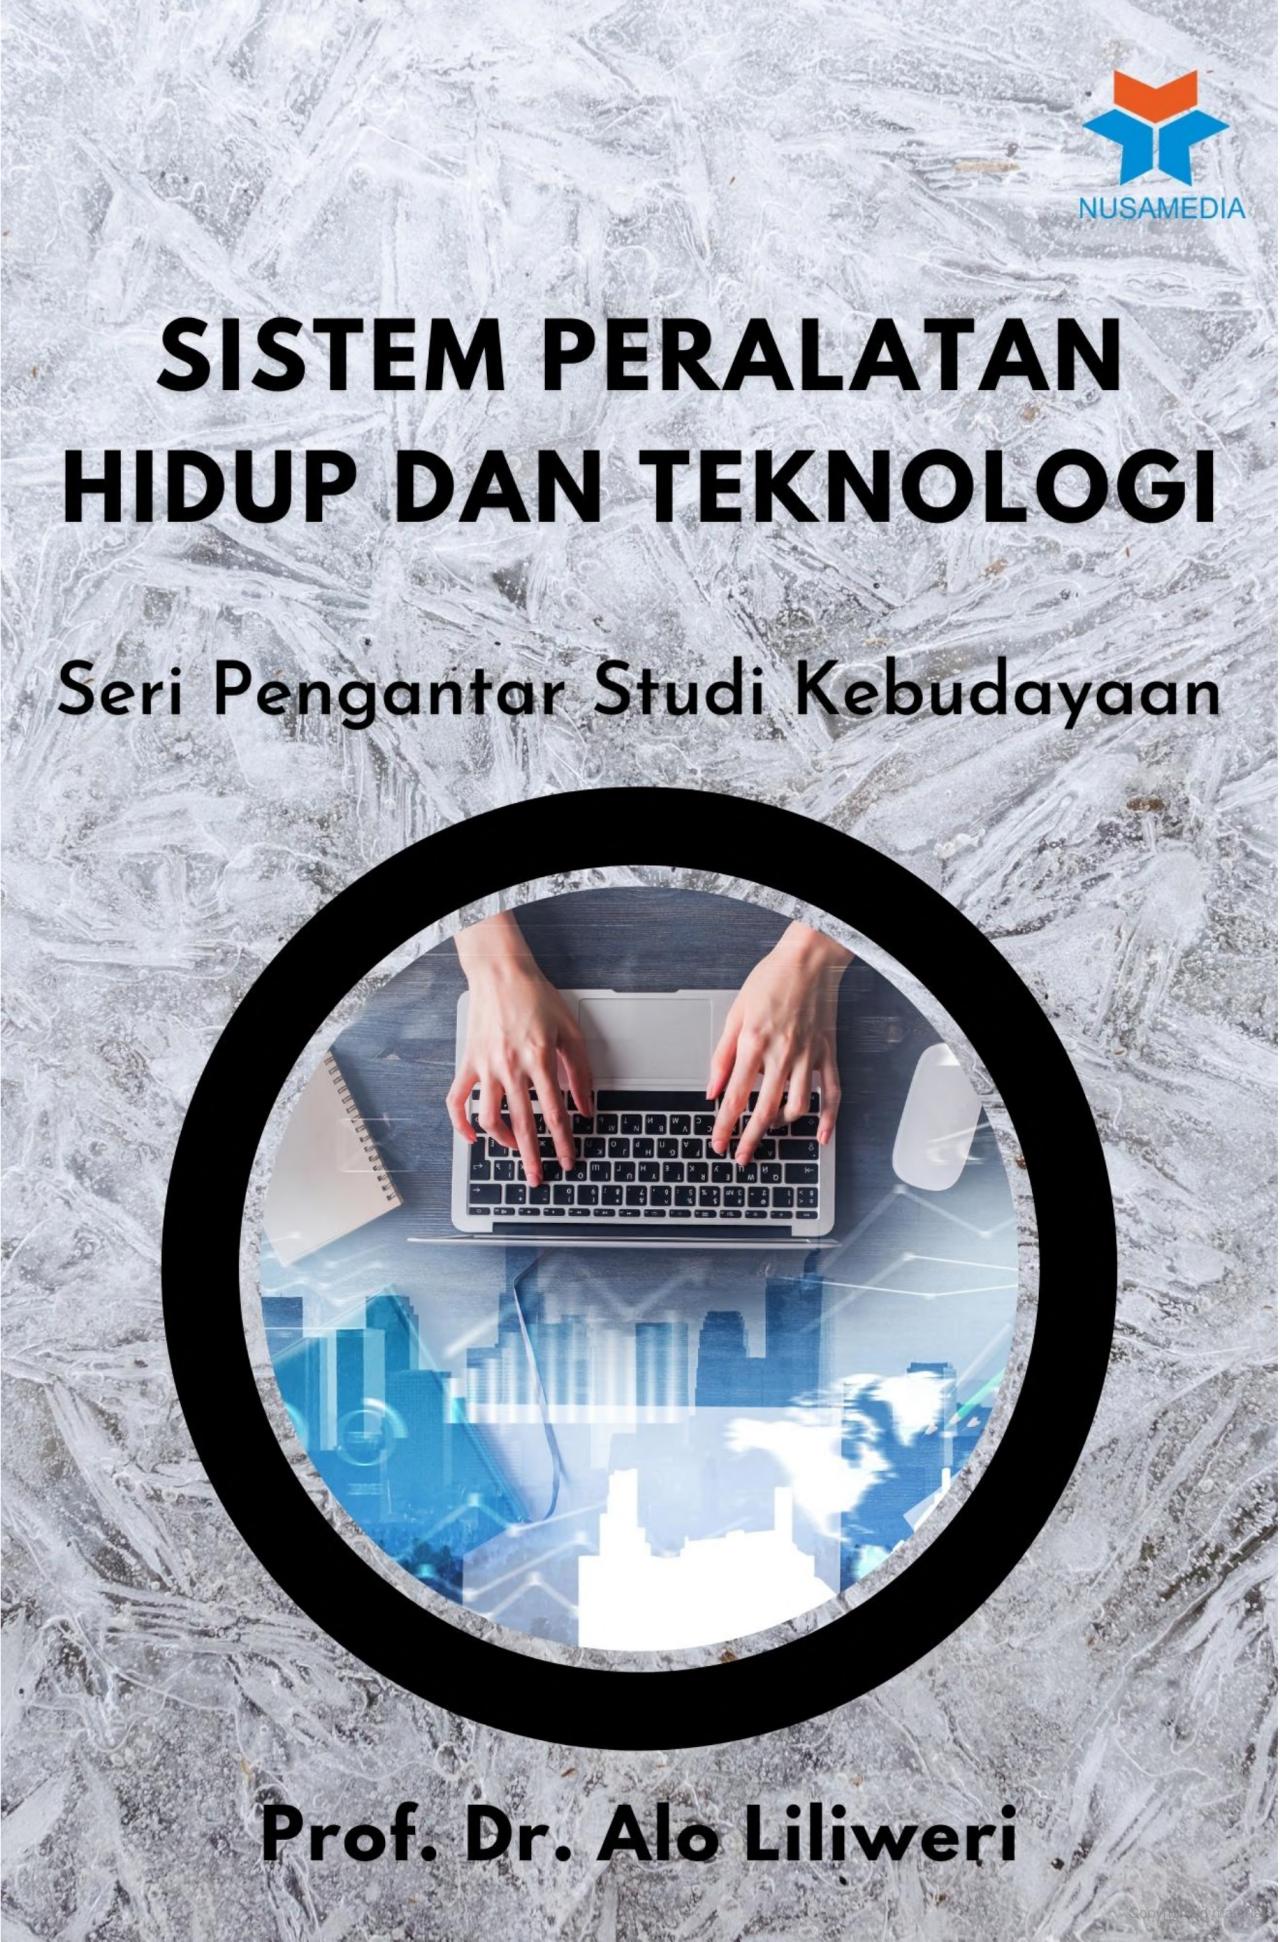 NUSAMEDIA
SISTEM PERALATAN
HIDUP DAN TEKNOLOGI
Seri Pengantar Studi Kebudayaan
Prof. Dr. Alo Liliweri